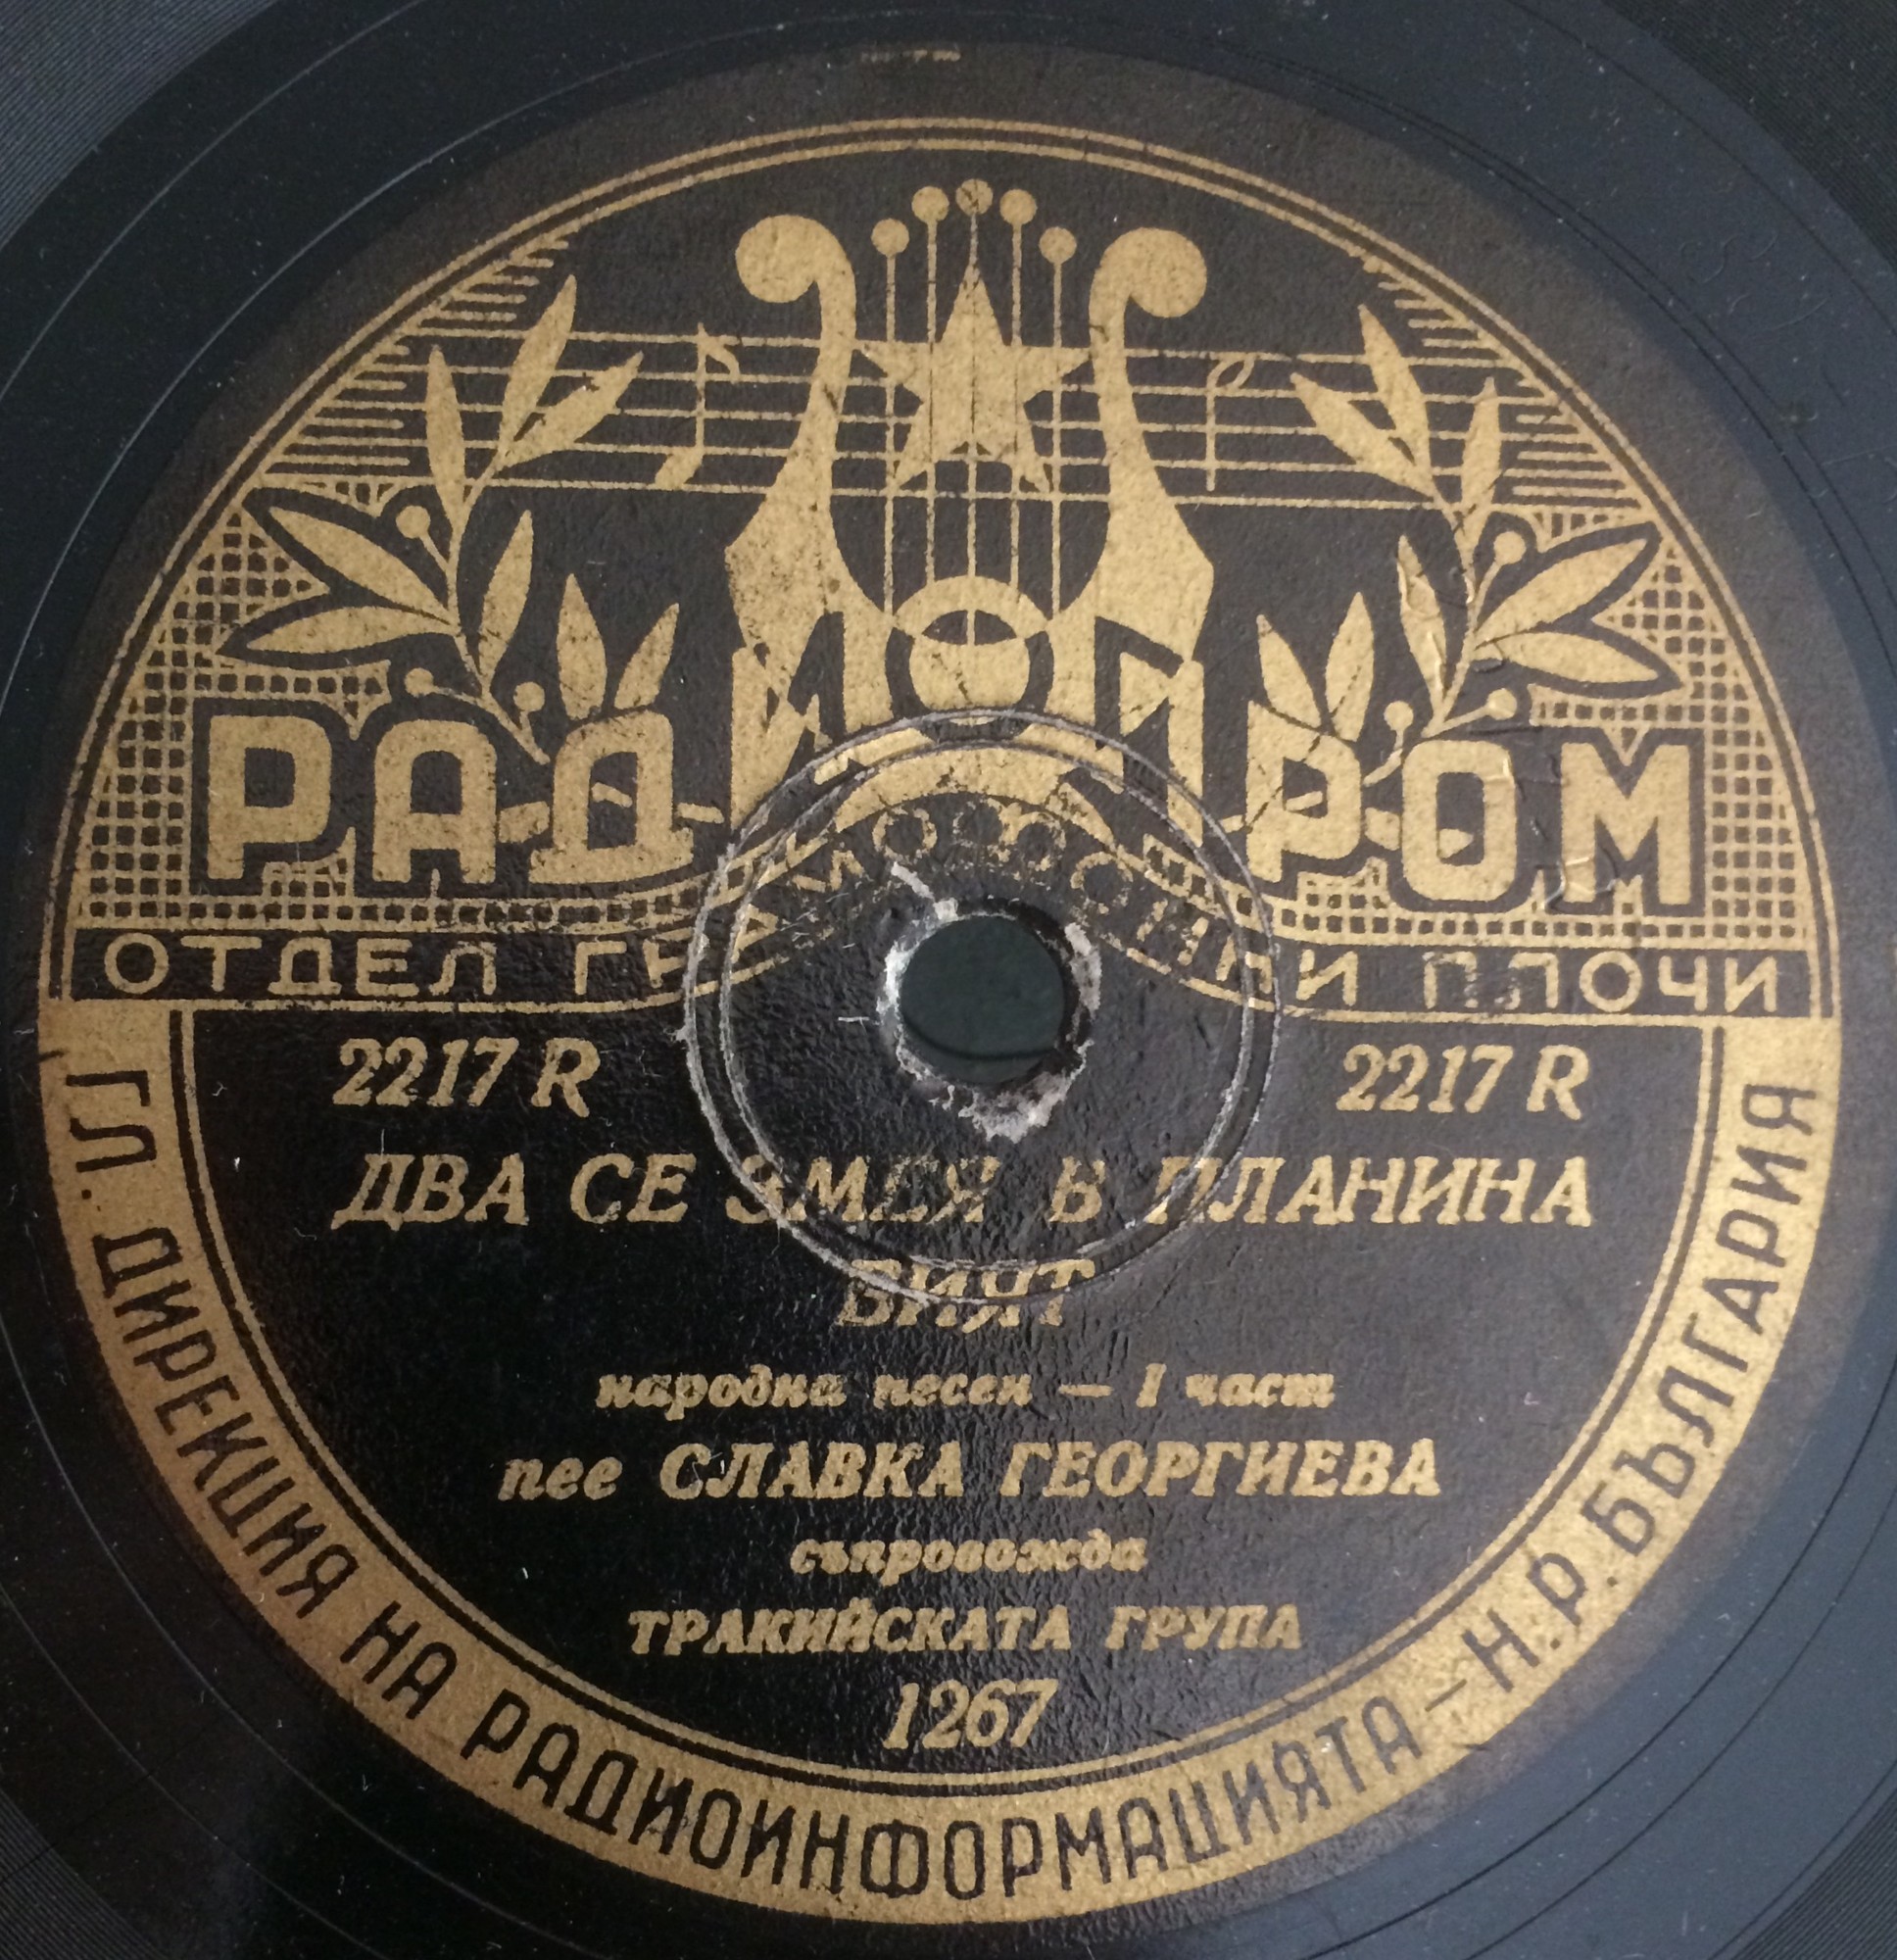 РАДИОПРОМ
ОТДЕЛ ГРАМОФОННИ ПЛОЧИ
2217 R 2217 R
ДВА СЕ ЗМЕЯ В ПЛАНИНА
ВИЯТ
народна песен — I част
пее СЛАВКА ГЕОРГИЕВА
съпровожда
ТРАКИЙСКАТА ГРУПА
1267
ГЛ. ДИРЕКЦИЯ НА РАДИОИНФОРМАЦИЯТА – Н.Р. БЪЛГАРИЯ